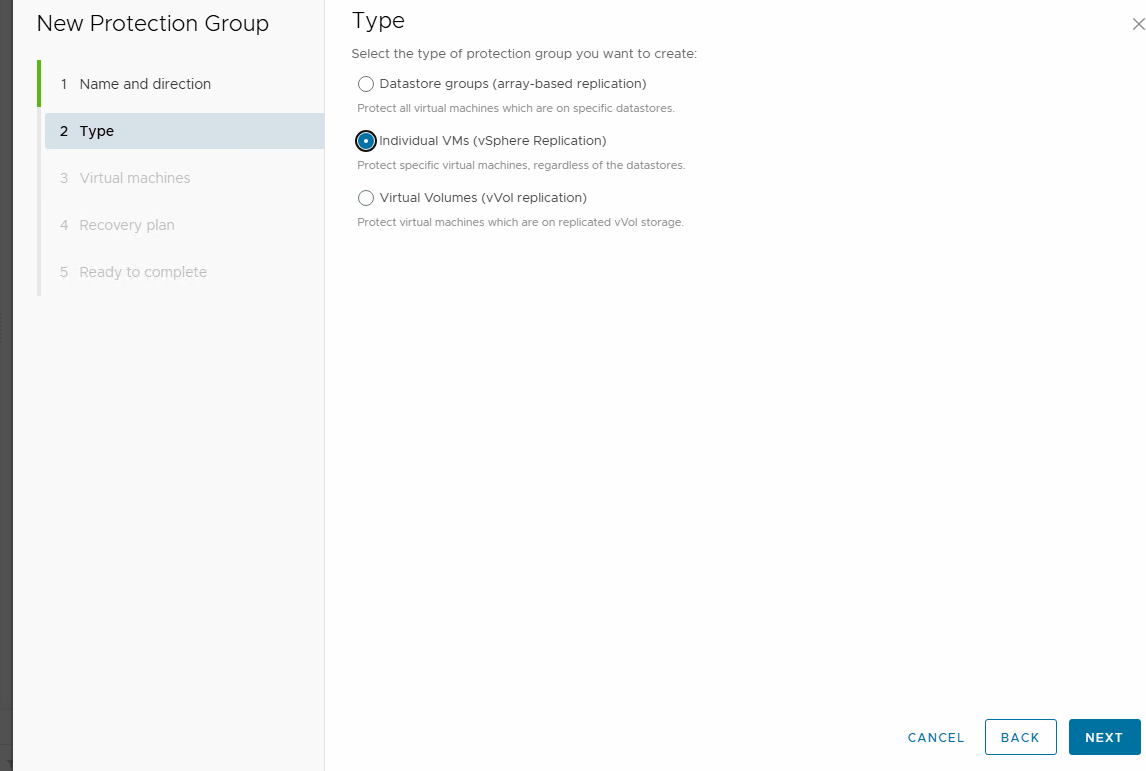 New Protection Group
1 Name and direction
2 Type
3 Virtual machines
4 Recovery plan
5 Ready to complete
Type
Select the type of protection group you want to create:
Datastore groups (array-based replication)
Protect all virtual machines which are on specific datastores.
Individual VMs (vSphere Replication)
Protect specific virtual machines, regardless of the datastores.
Virtual Volumes (vVol replication)
Protect virtual machines which are on replicated vVol storage.
CANCEL
BACK
NEXT